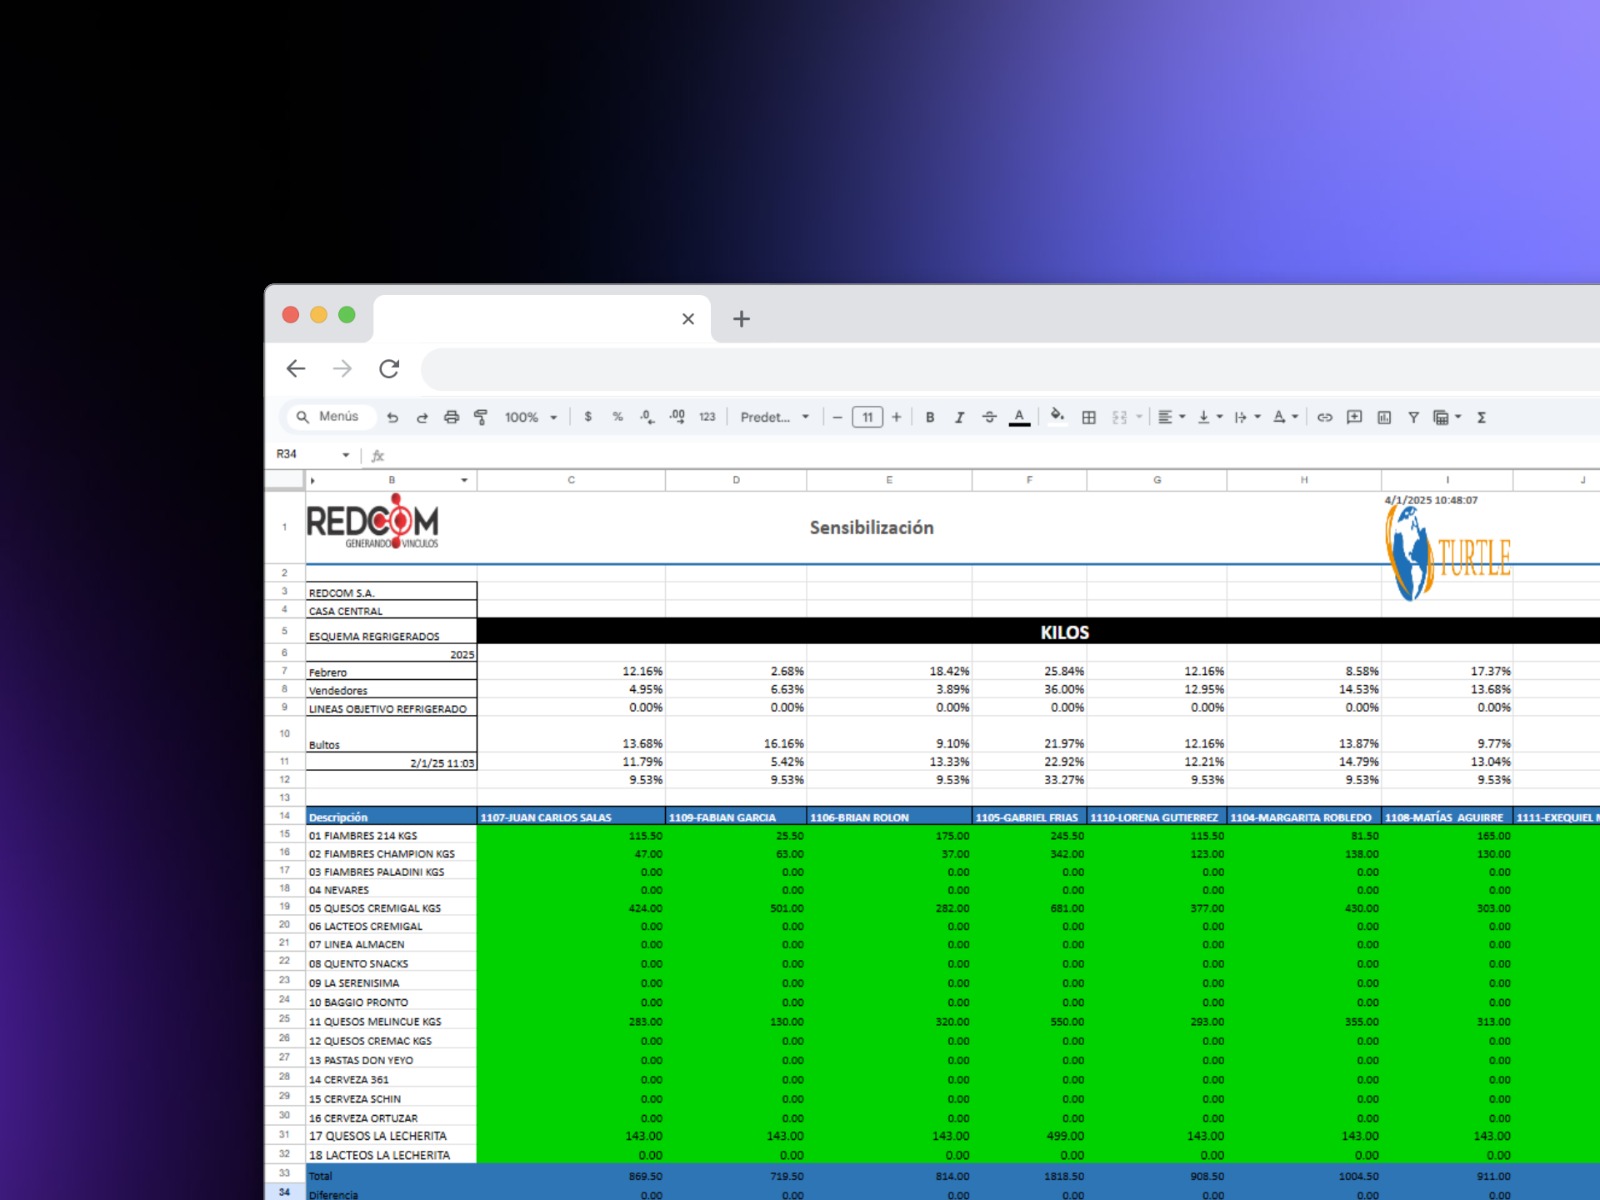 Menús 100% $ % .0 .00 123 Predet... − 11 + B I A Σ
R34 fx
B C D E F G H I J
1 REDCOM GENERANDO VINCULOS Sensibilización 4/1/2025 10:48:07 TURTLE
2
3 REDCOM S.A.
4 CASA CENTRAL
5 ESQUEMA REGRIGERADOS KILOS
6 2025
7 Febrero 12.16% 2.68% 18.42% 25.84% 12.16% 8.58% 17.37%
8 Vendedores 4.95% 6.63% 3.89% 36.00% 12.95% 14.53% 13.68%
9 LINEAS OBJETIVO REFRIGERADO 0.00% 0.00% 0.00% 0.00% 0.00% 0.00% 0.00%
10 Bultos 13.68% 16.16% 9.10% 21.97% 12.16% 13.87% 9.77%
11 2/1/25 11:03 11.79% 5.42% 13.33% 22.92% 12.21% 14.79% 13.04%
12 9.53% 9.53% 9.53% 33.27% 9.53% 9.53% 9.53%
13
14 Descripción 1107-JUAN CARLOS SALAS 1109-FABIAN GARCIA 1106-BRIAN ROLON 1105-GABRIEL FRIAS 1110-LORENA GUTIERREZ 1104-MARGARITA ROBLEDO 1108-MATÍAS AGUIRRE 1111-EXEQUIEL
15 01 FIAMBRES 214 KGS 115.50 25.50 175.00 245.50 115.50 81.50 165.00
16 02 FIAMBRES CHAMPION KGS 47.00 63.00 37.00 342.00 123.00 138.00 130.00
17 03 FIAMBRES PALADINI KGS 0.00 0.00 0.00 0.00 0.00 0.00 0.00
18 04 NEVARES 0.00 0.00 0.00 0.00 0.00 0.00 0.00
19 05 QUESOS CREMIGAL KGS 424.00 501.00 282.00 681.00 377.00 430.00 303.00
20 06 LACTEOS CREMIGAL 0.00 0.00 0.00 0.00 0.00 0.00 0.00
21 07 LINEA ALMACEN 0.00 0.00 0.00 0.00 0.00 0.00 0.00
22 08 QUENTO SNACKS 0.00 0.00 0.00 0.00 0.00 0.00 0.00
23 09 LA SERENISIMA 0.00 0.00 0.00 0.00 0.00 0.00 0.00
24 10 BAGGIO PRONTO 0.00 0.00 0.00 0.00 0.00 0.00 0.00
25 11 QUESOS MELINCUE KGS 283.00 130.00 320.00 550.00 293.00 355.00 313.00
26 12 QUESOS CREMAC KGS 0.00 0.00 0.00 0.00 0.00 0.00 0.00
27 13 PASTAS DON YEYO 0.00 0.00 0.00 0.00 0.00 0.00 0.00
28 14 CERVEZA 361 0.00 0.00 0.00 0.00 0.00 0.00 0.00
29 15 CERVEZA SCHIN 0.00 0.00 0.00 0.00 0.00 0.00 0.00
30 16 CERVEZA ORTUZAR 0.00 0.00 0.00 0.00 0.00 0.00 0.00
31 17 QUESOS LA LECHERITA 143.00 143.00 143.00 499.00 143.00 143.00 143.00
32 18 LACTEOS LA LECHERITA 0.00 0.00 0.00 0.00 0.00 0.00 0.00
33 Total 869.50 719.50 814.00 1818.50 908.50 1004.50 911.00
34 Diferencia 0.00 0.00 0.00 0.00 0.00 0.00 0.00